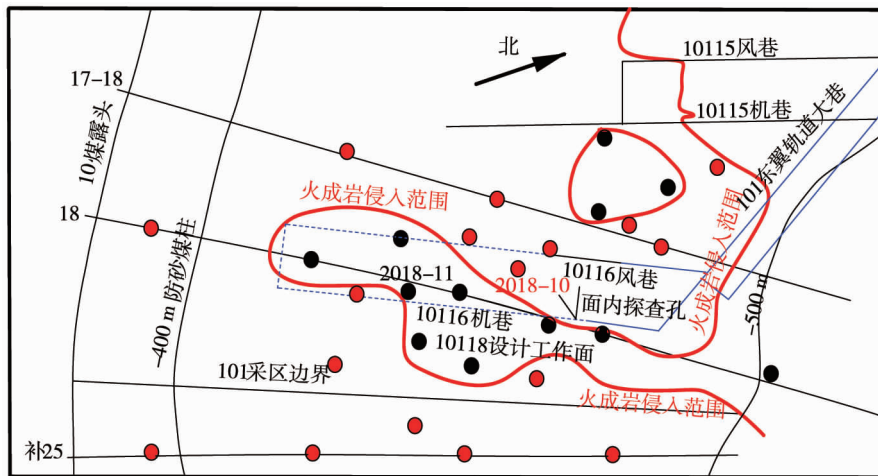 北
10115风巷
17-18
10115机巷
10煤露头
101东翼轨道大巷
火成岩侵入范围
18
-400 m 防砂煤柱
2018-11
10116风巷
2018-10
面内探查孔
火成岩侵入范围
-500 m
10116机巷
10118设计工作面
101采区边界
火成岩侵入范围
补25